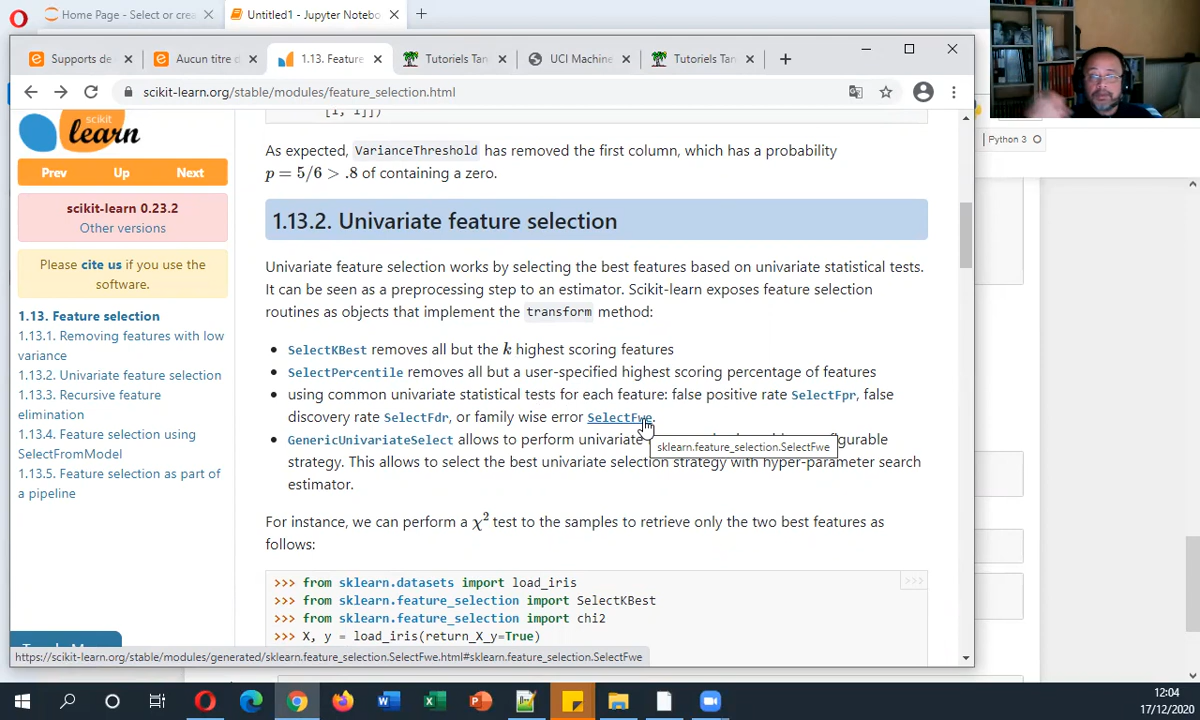 Home Page - Select or crea
Untitled1 - Jupyter Notebo
Supports de
Aucun titre d
1.13. Feature
Tutoriels Tan
UCI Machine
Tutoriels Tan
scikit-learn.org/stable/modules/feature_selection.html
Python 3
scikit
learn
Prev
Up
Next
scikit-learn 0.23.2
Other versions
Please cite us if you use the
software.
1.13. Feature selection
1.13.1. Removing features with low
variance
1.13.2. Univariate feature selection
1.13.3. Recursive feature
elimination
1.13.4. Feature selection using
SelectFromModel
1.13.5. Feature selection as part of
a pipeline
[1, 1]])
As expected, VarianceThreshold has removed the first column, which has a probability
p = 5/6 > .8 of containing a zero.
1.13.2. Univariate feature selection
Univariate feature selection works by selecting the best features based on univariate statistical tests.
It can be seen as a preprocessing step to an estimator. Scikit-learn exposes feature selection
routines as objects that implement the transform method:
SelectKBest removes all but the k highest scoring features
SelectPercentile removes all but a user-specified highest scoring percentage of features
using common univariate statistical tests for each feature: false positive rate SelectFpr, false
discovery rate SelectFdr, or family wise error SelectFwe.
GenericUnivariateSelect allows to perform univariate
sklearn.feature_selection.SelectFwe
strategy. This allows to select the best univariate selection strategy with hyper-parameter search
estimator.
For instance, we can perform a χ² test to the samples to retrieve only the two best features as
follows:
>>>
>>> from sklearn.datasets import load_iris
>>> from sklearn.feature_selection import SelectKBest
>>> from sklearn.feature_selection import chi2
>>> X, y = load_iris(return_X_y=True)
https://scikit-learn.org/stable/modules/generated/sklearn.feature_selection.SelectFwe.html#sklearn.feature_selection.SelectFwe
12:04
17/12/2020